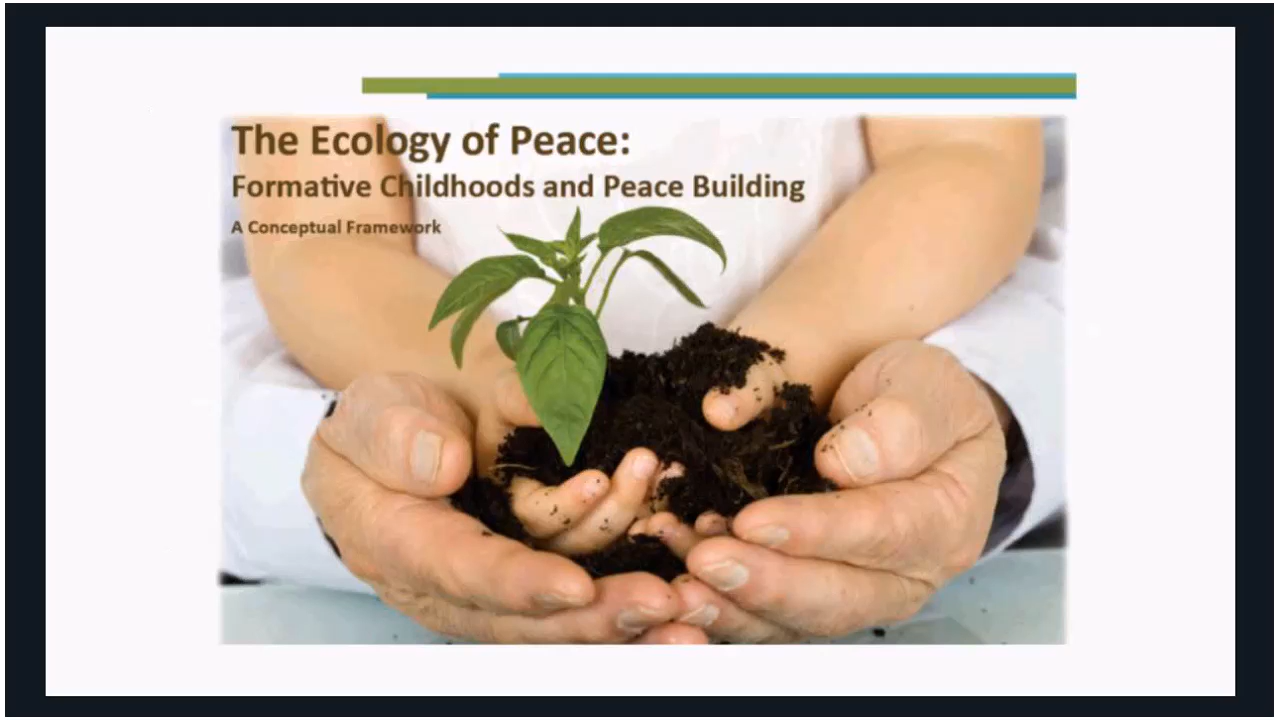 The Ecology of Peace:
Formative Childhoods and Peace Building
A Conceptual Framework